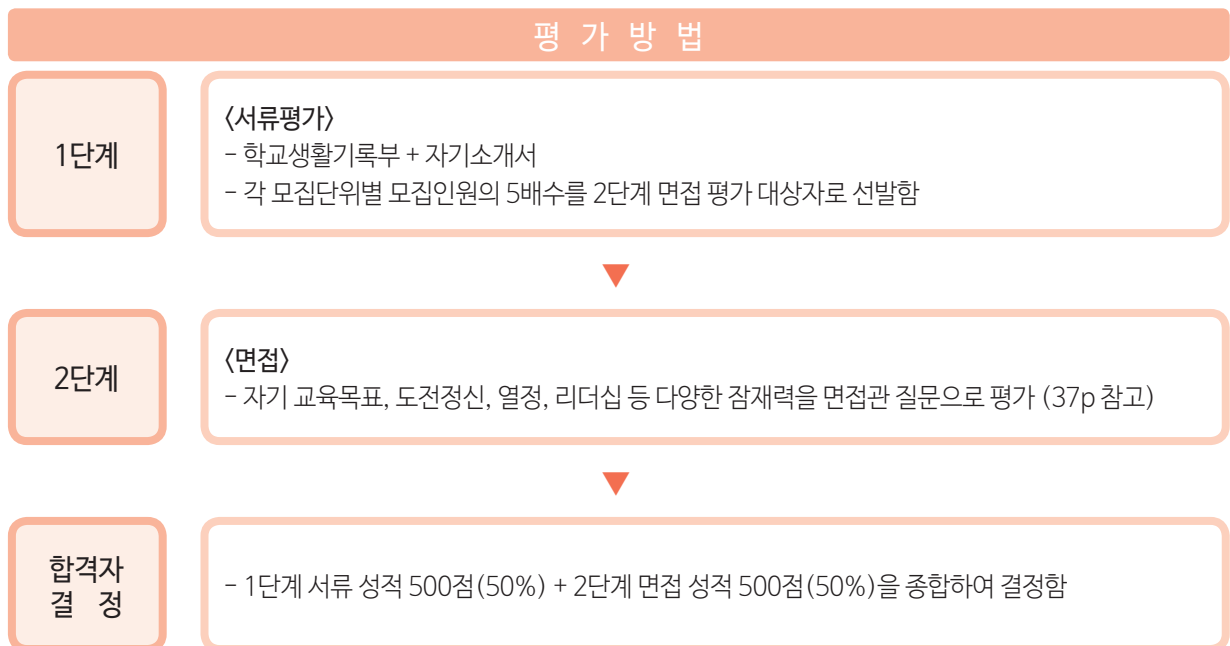 평 가 방 법
1단계
〈서류평가〉
- 학교생활기록부 + 자기소개서
- 각 모집단위별 모집인원의 5배수를 2단계 면접 평가 대상자로 선발함
2단계
〈면접〉
- 자기 교육목표, 도전정신, 열정, 리더십 등 다양한 잠재력을 면접관 질문으로 평가 (37p 참고)
합격자
결 정
- 1단계 서류 성적 500점(50%) + 2단계 면접 성적 500점(50%)을 종합하여 결정함